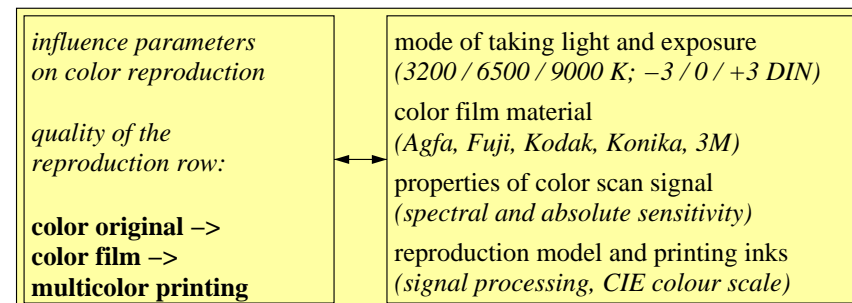 influence parameters
on color reproduction
quality of the
reproduction row:
color original −>
color film −>
multicolor printing
mode of taking light and exposure
(3200 / 6500 / 9000 K; −3 / 0 / +3 DIN)
color film material
(Agfa, Fuji, Kodak, Konika, 3M)
properties of color scan signal
(spectral and absolute sensitivity)
reproduction model and printing inks
(signal processing, CIE colour scale)